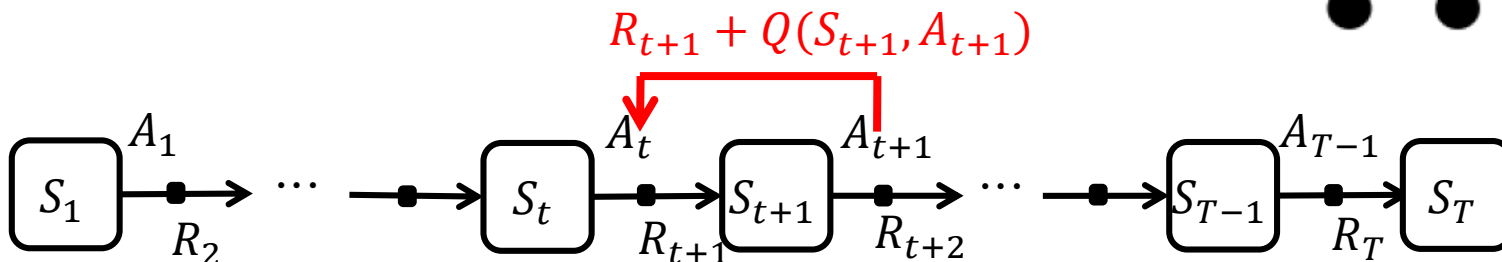 R_{t+1} + Q(S_{t+1}, A_{t+1})
A_1 A_t A_{t+1} A_{T-1}
S_1 ⋯ S_t S_{t+1} ⋯ S_{T-1} S_T
R_2 R_{t+1} R_{t+2} R_T